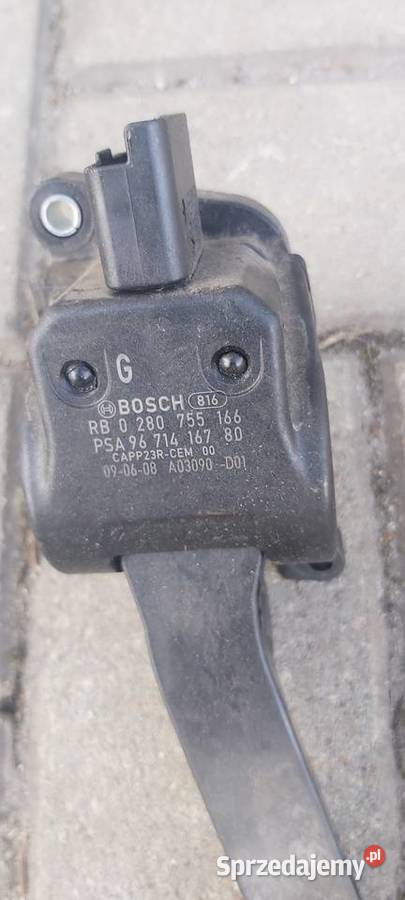 G
BOSCH 816
RB 0 280 755 166
PSA 96 714 167 80
CAPP23R-CEM 00
09-06-08 A03090 -D01
Sprzedajemy.pl